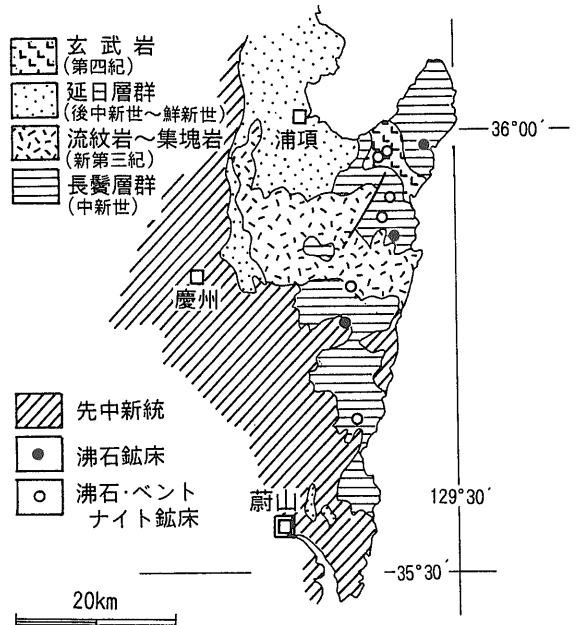 玄武岩
(第四紀)
延日層群
(後中新世~鮮新世)
流紋岩~集塊岩
(新第三紀)
長鬐層群
(中新世)
浦項
36°00′
慶州
先中新統
沸石鉱床
沸石・ベント
ナイト鉱床
蔚山
129°30′
35°30′
20km